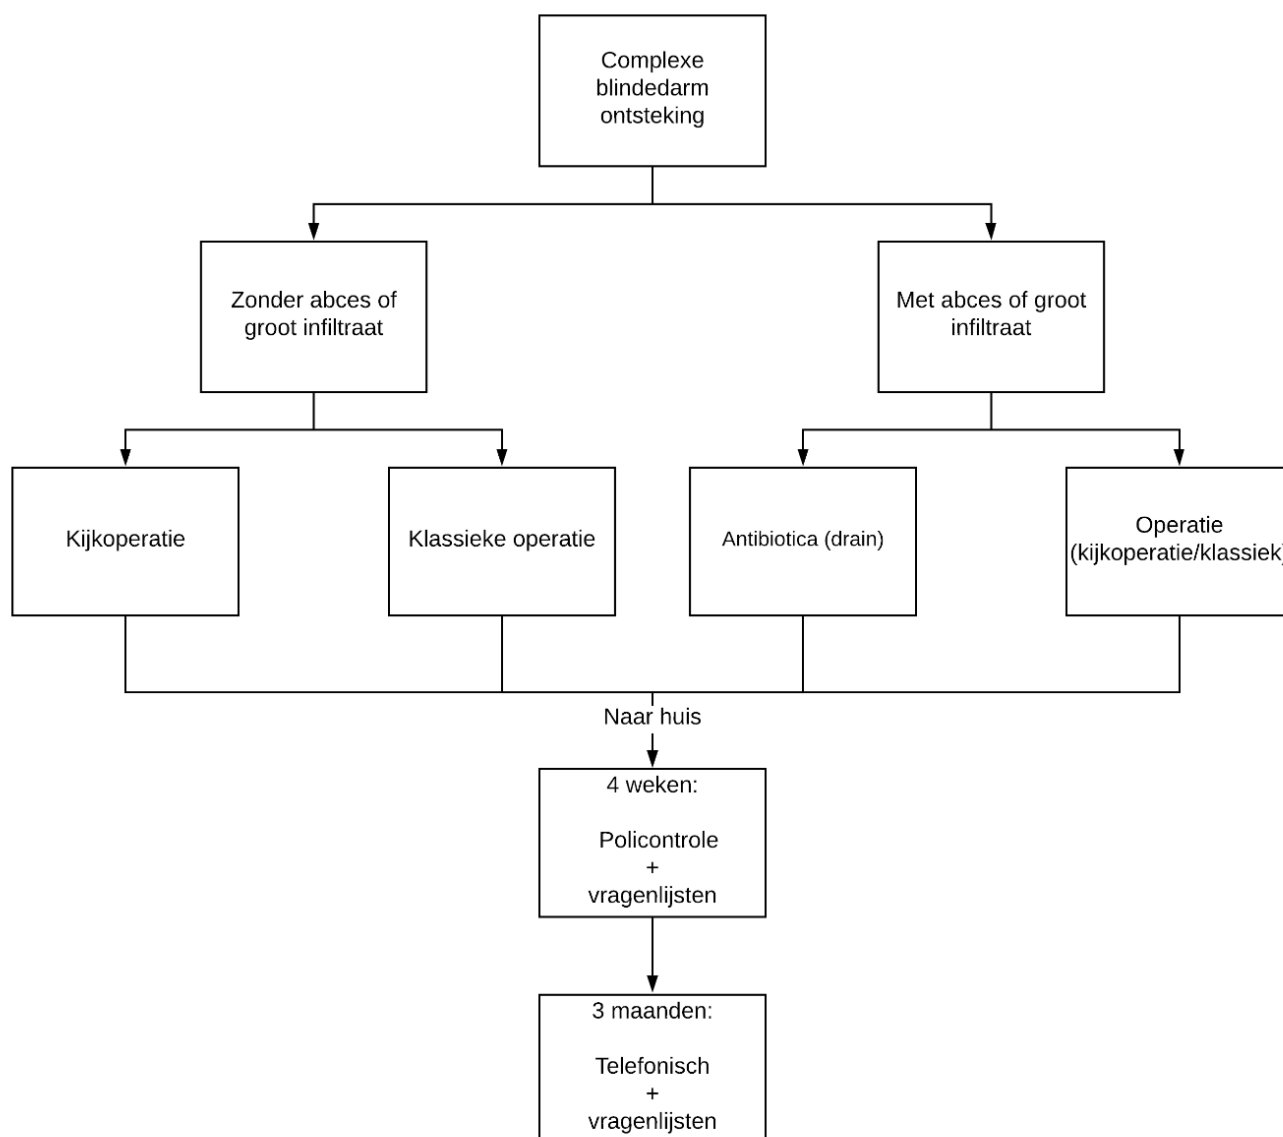 Complexe
blindedarm
ontsteking
Zonder abces of
groot infiltraat
Met abces of groot
infiltraat
Kijkoperatie
Klassieke operatie
Antibiotica (drain)
Operatie
(kijkoperatie/klassiek)
Naar huis
4 weken:
Policontrole
+
vragenlijsten
3 maanden:
Telefonisch
+
vragenlijsten